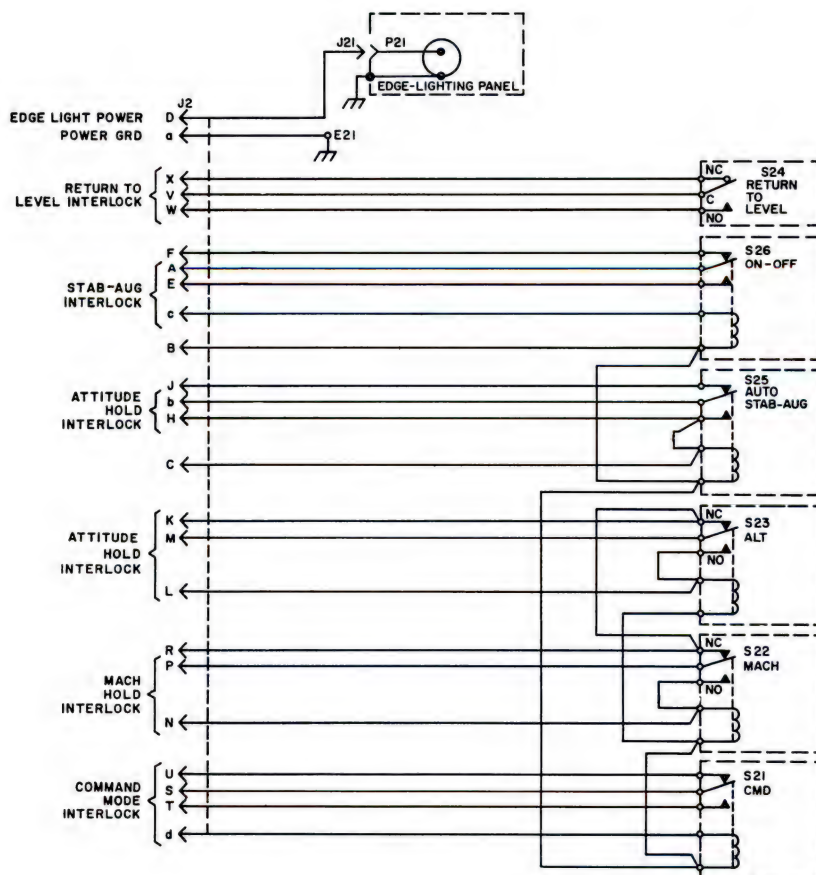 J21 P21
EDGE-LIGHTING PANEL
J2
EDGE LIGHT POWER D
POWER GRD a E21
RETURN TO
LEVEL INTERLOCK
X
V
W
NC
C
NO
S24
RETURN
TO
LEVEL
STAB-AUG
INTERLOCK
F
A
E
c
B
S26
ON-OFF
ATTITUDE
HOLD
INTERLOCK
J
b
H
C
S25
AUTO
STAB-AUG
ATTITUDE
HOLD
INTERLOCK
K
M
L
NC
NO
S23
ALT
MACH
HOLD
INTERLOCK
R
P
N
NC
NO
S22
MACH
COMMAND
MODE
INTERLOCK
U
S
T
d
S21
CMD